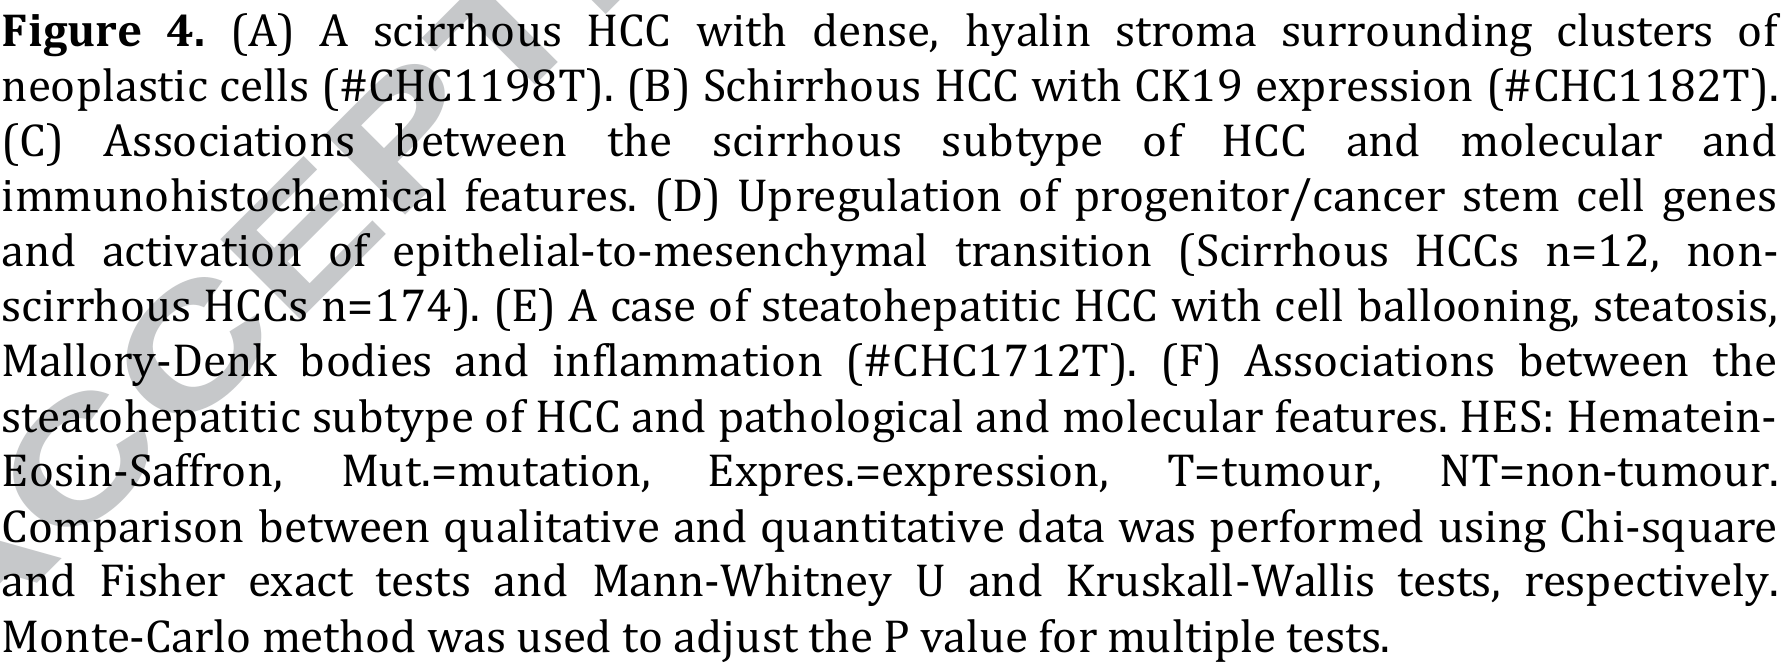 Figure 4. (A) A scirrhous HCC with dense, hyalin stroma surrounding clusters of
neoplastic cells (#CHC1198T). (B) Schirrhous HCC with CK19 expression (#CHC1182T).
(C) Associations between the scirrhous subtype of HCC and molecular and
immunohistochemical features. (D) Upregulation of progenitor/cancer stem cell genes
and activation of epithelial-to-mesenchymal transition (Scirrhous HCCs n=12, non-
scirrhous HCCs n=174). (E) A case of steatohepatitic HCC with cell ballooning, steatosis,
Mallory-Denk bodies and inflammation (#CHC1712T). (F) Associations between the
steatohepatitic subtype of HCC and pathological and molecular features. HES: Hematein-
Eosin-Saffron, Mut.=mutation, Expres.=expression, T=tumour, NT=non-tumour.
Comparison between qualitative and quantitative data was performed using Chi-square
and Fisher exact tests and Mann-Whitney U and Kruskall-Wallis tests, respectively.
Monte-Carlo method was used to adjust the P value for multiple tests.
ACCEPT